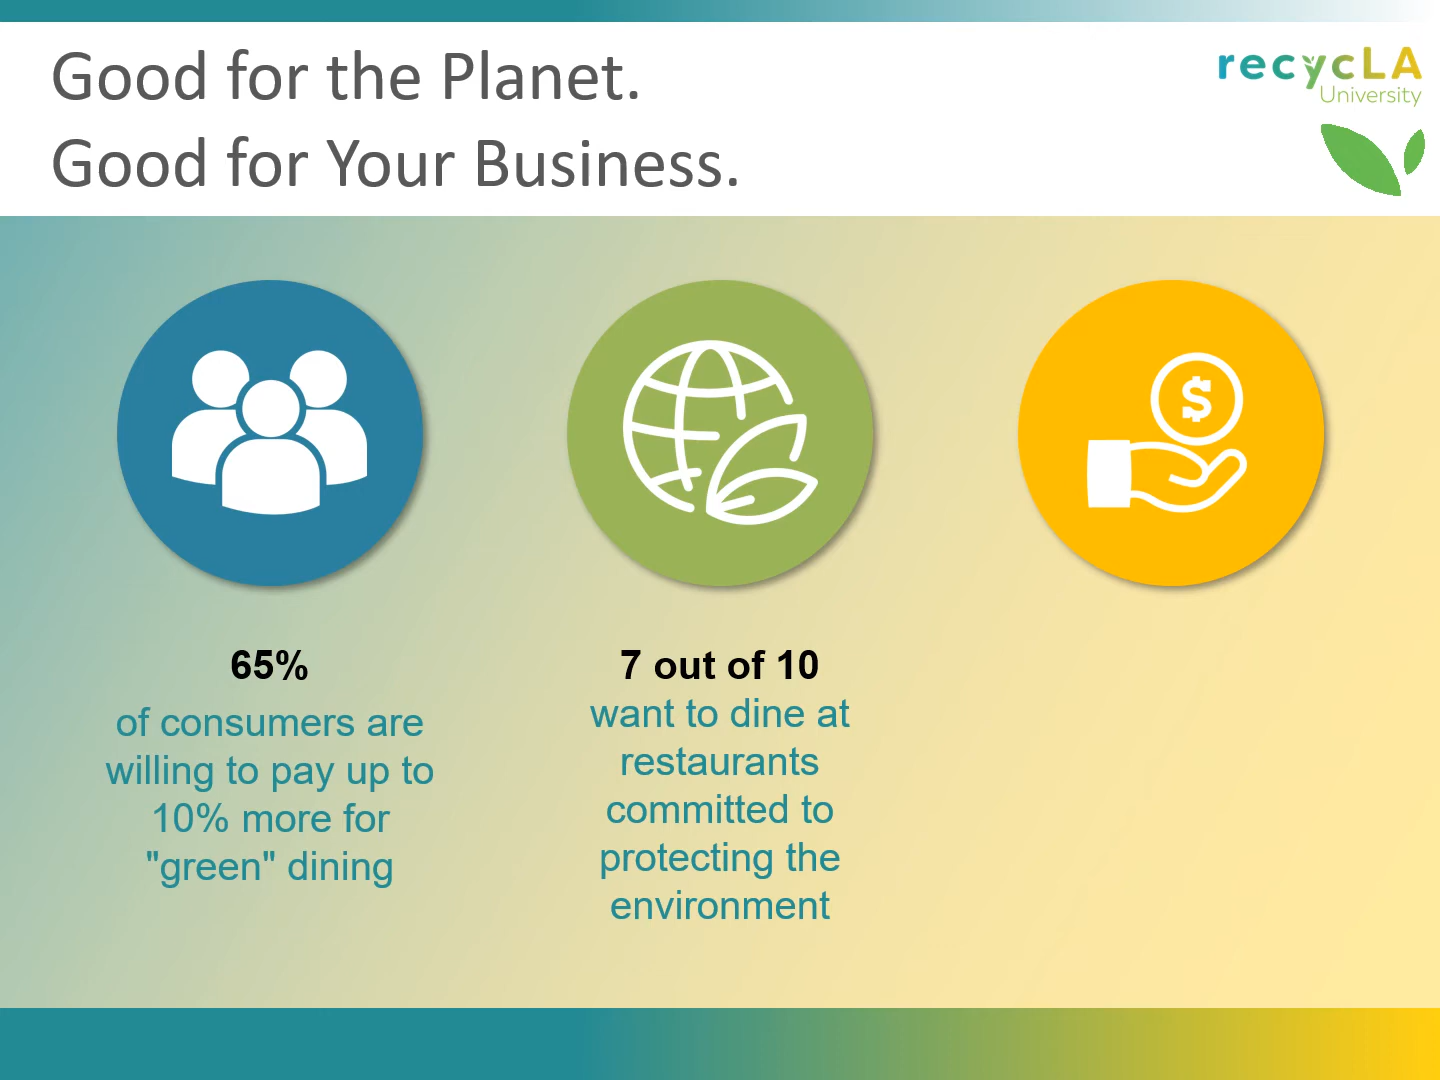 Good for the Planet.
Good for Your Business.
recycLA
University
65%
of consumers are
willing to pay up to
10% more for
"green" dining
7 out of 10
want to dine at
restaurants
committed to
protecting the
environment
$